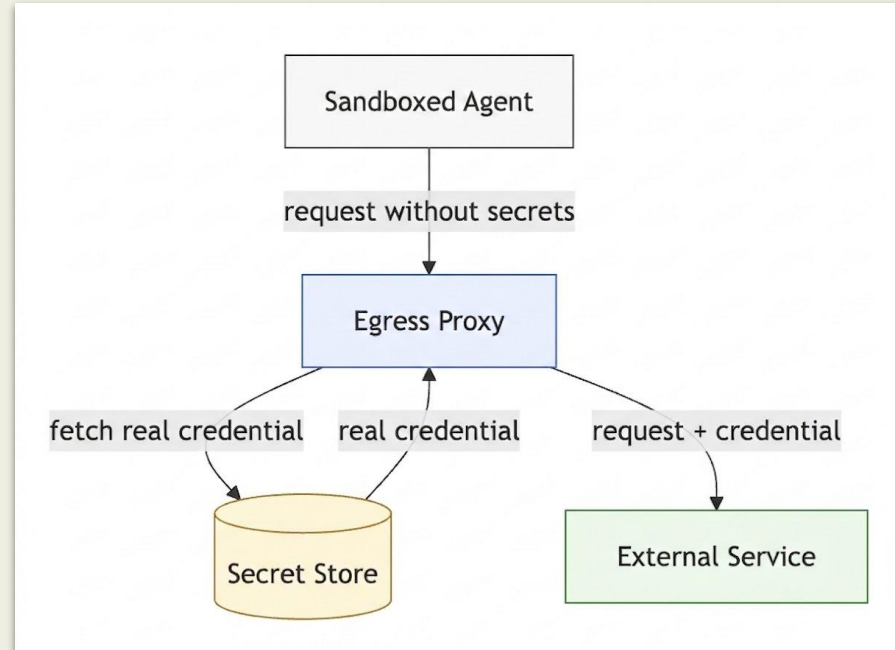 Sandboxed Agent
request without secrets
Egress Proxy
fetch real credential
real credential
request + credential
Secret Store
External Service